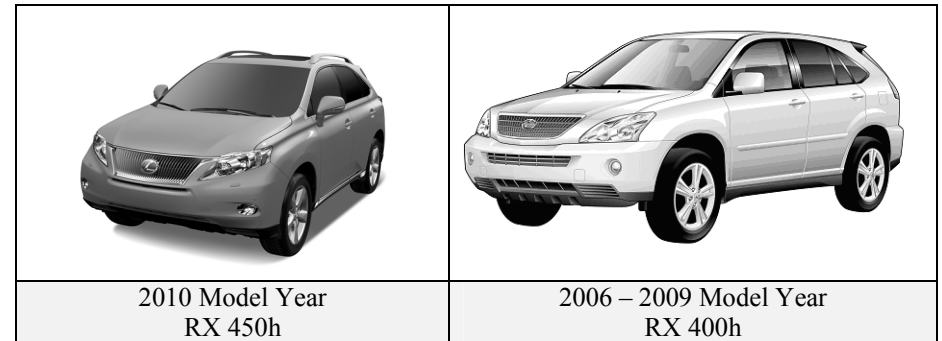 2010 Model Year
RX 450h
2006 – 2009 Model Year
RX 400h